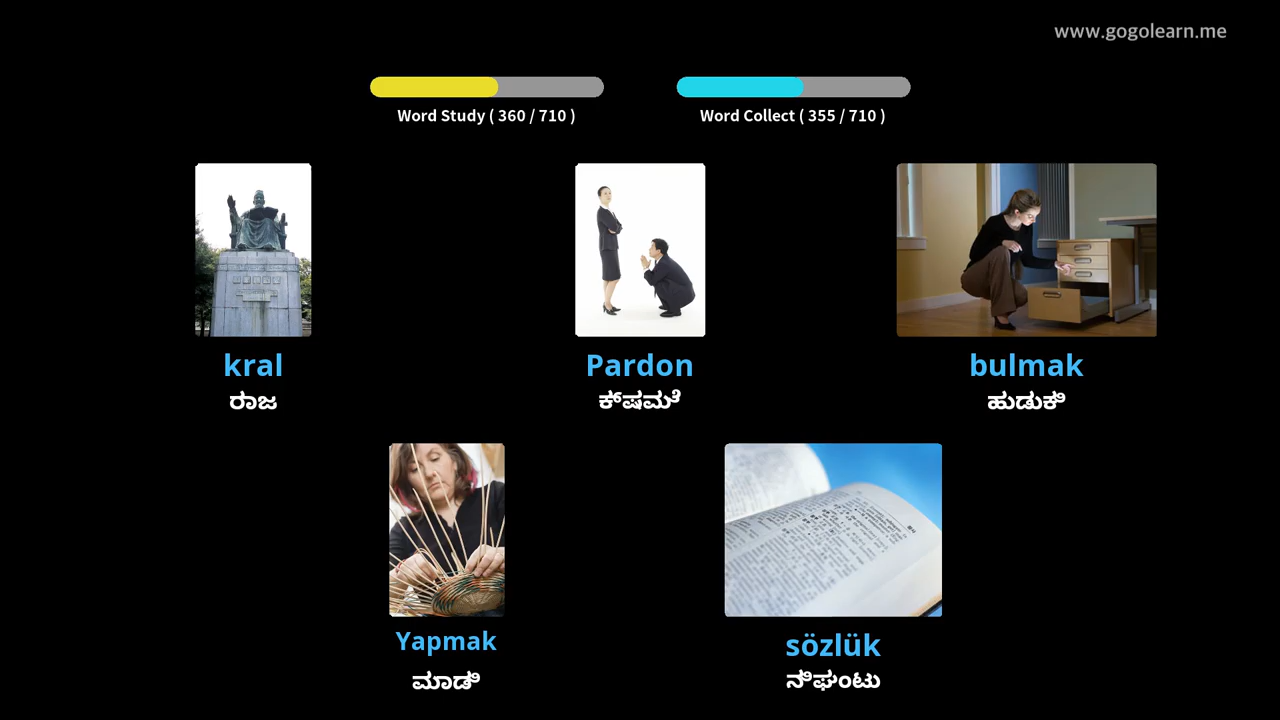 www.gogolearn.me
Word Study ( 360 / 710 )
Word Collect ( 355 / 710 )
kral
ರಾಜ
Pardon
ಕ್ಷಮೆ
bulmak
ಹುಡುಕಿ
Yapmak
ಮಾಡಿ
sözlük
ನಿಘಂಟು